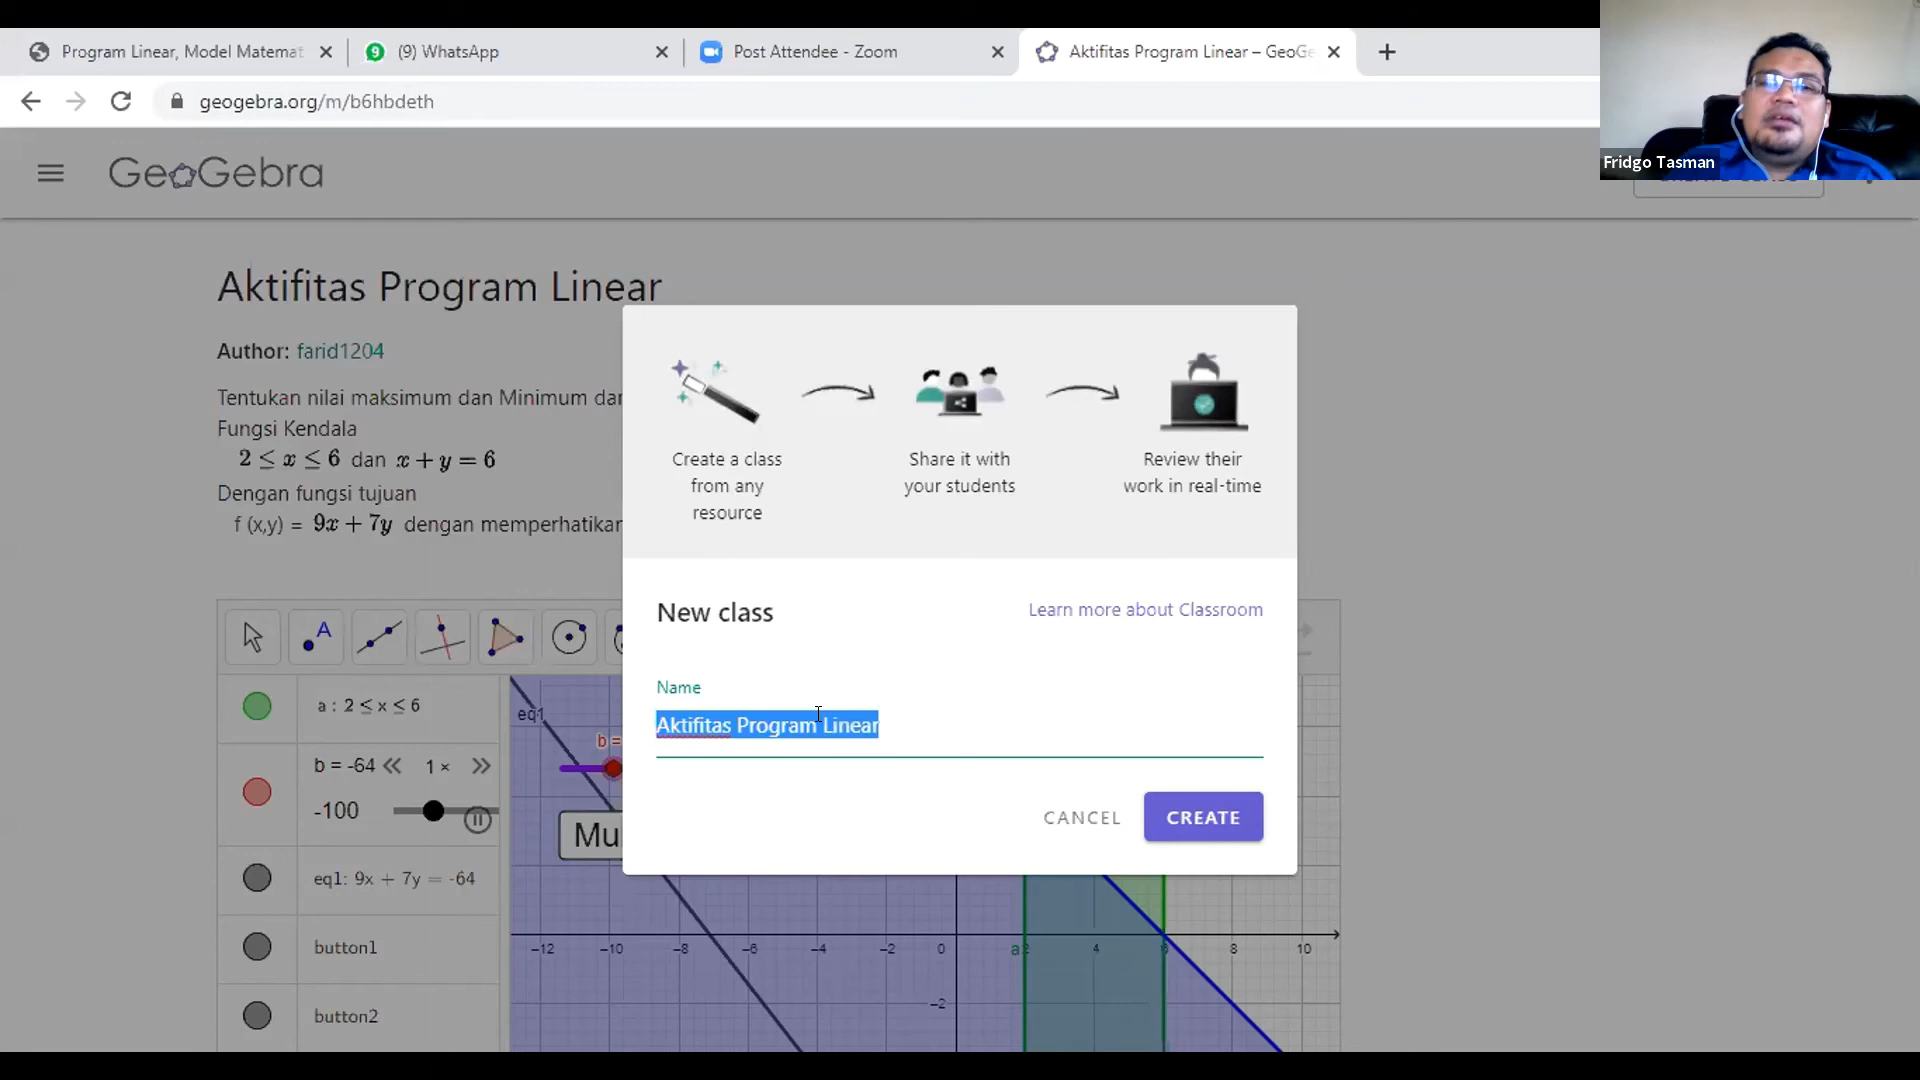 Program Linear, Model Matemat
(9) WhatsApp
Post Attendee - Zoom
Aktifitas Program Linear – GeoGe
geogebra.org/m/b6hbdeth
Fridgo Tasman
GeoGebra
Aktifitas Program Linear
Author: farid1204
Tentukan nilai maksimum dan Minimum dar
Fungsi Kendala
2 ≤ x ≤ 6 dan x + y = 6
Dengan fungsi tujuan
f (x,y) = 9x + 7y dengan memperhatikan
Create a class
from any
resource
Share it with
your students
Review their
work in real-time
New class
Learn more about Classroom
Name
Aktifitas Program Linear
CANCEL
CREATE
A
a : 2 ≤ x ≤ 6
b = -64
1 ×
-100
eq1: 9x + 7y = -64
button1
button2
eq1
b =
Mu
−12 −10 −8 −6 −4 −2 0 a 2 4 6 8 10
−2